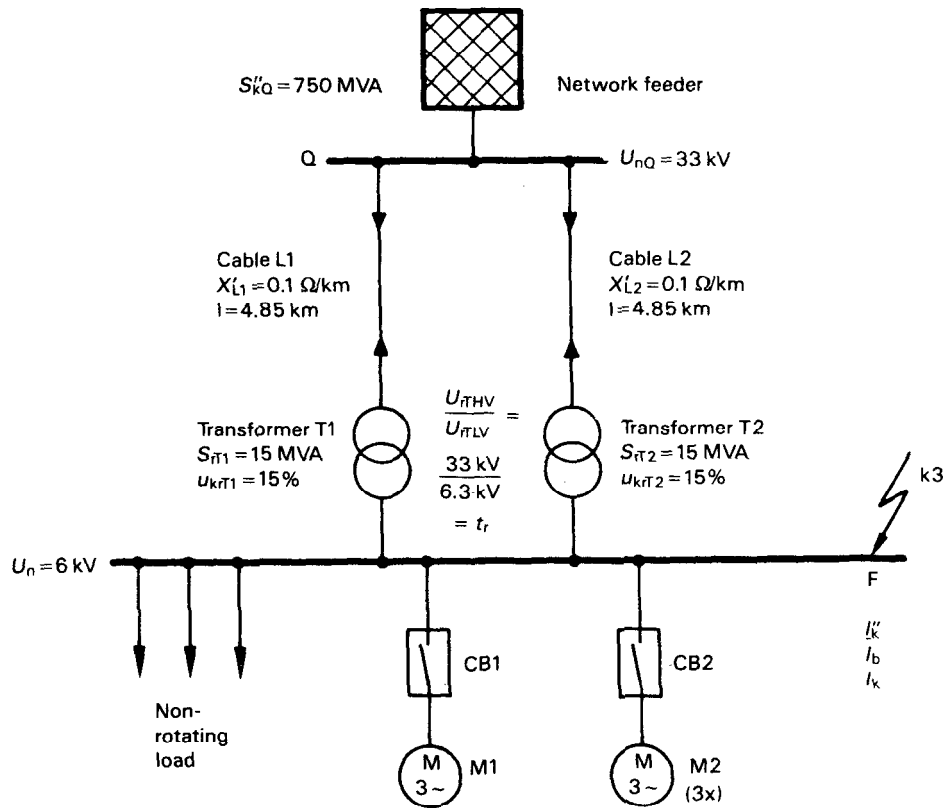 S″kQ = 750 MVA
Network feeder
Q
UnQ = 33 kV
Cable L1
X′L1 = 0.1 Ω/km
l = 4.85 km
Cable L2
X′L2 = 0.1 Ω/km
l = 4.85 km
Transformer T1
SrT1 = 15 MVA
ukrT1 = 15%
UrTHV
UrTLV
=
33 kV
6.3 kV
= tr
Transformer T2
SrT2 = 15 MVA
ukrT2 = 15%
k3
Un = 6 kV
F
I″k
Ib
Ik
CB1
CB2
Non-
rotating
load
M
3~
M1
M
3~
M2
(3x)